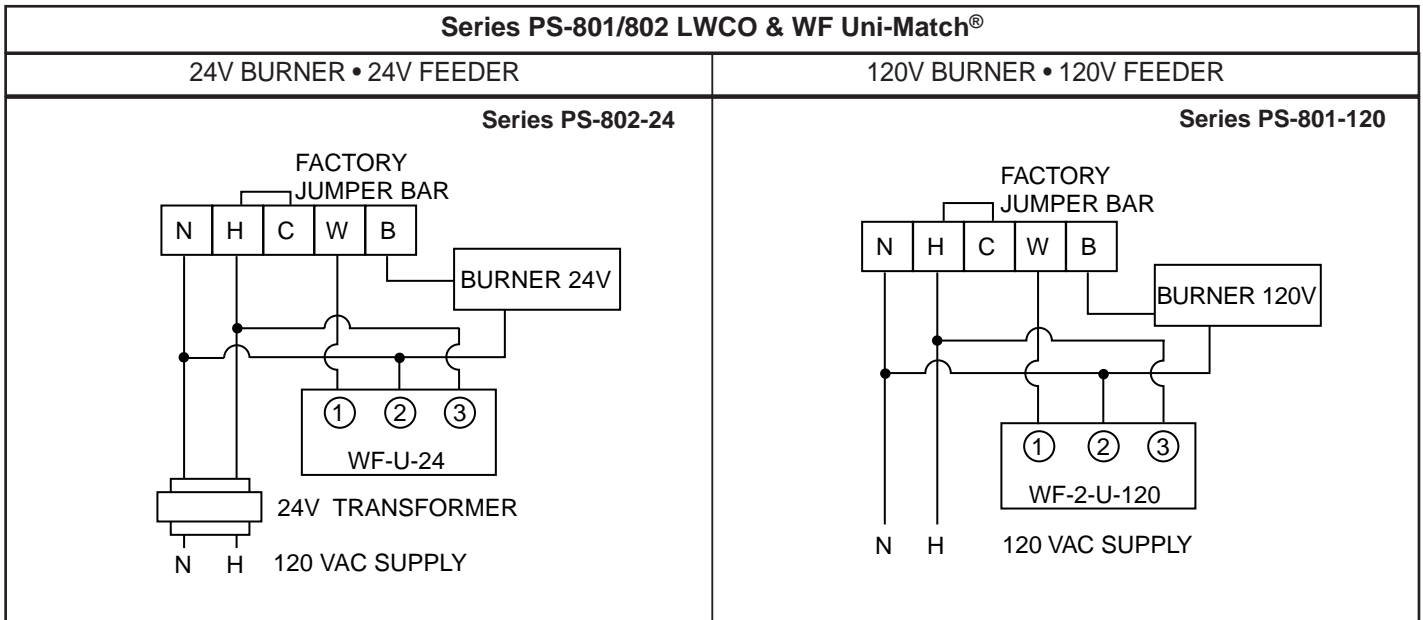 Series PS-801/802 LWCO & WF Uni-Match®
24V BURNER • 24V FEEDER
Series PS-802-24
FACTORY
JUMPER BAR
N H C W B
BURNER 24V
1 2 3
WF-U-24
24V TRANSFORMER
N H 120 VAC SUPPLY
120V BURNER • 120V FEEDER
Series PS-801-120
FACTORY
JUMPER BAR
N H C W B
BURNER 120V
1 2 3
WF-2-U-120
N H 120 VAC SUPPLY